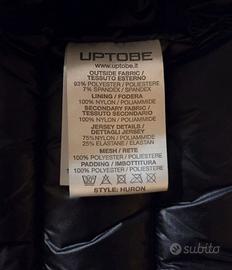 UPTOBE
www.uptobe.it
OUTSIDE FABRIC /
TESSUTO ESTERNO
93% POLYESTER / POLIESTERE
7% SPANDEX / SPANDEX
LINING / FODERA
100% NYLON / POLIAMMIDE
SECONDARY FABRIC /
TESSUTO SECONDARIO
100% NYLON / POLIAMMIDE
JERSEY DETAILS /
DETTAGLI JERSEY
75% NYLON / POLIAMMIDE
25% ELASTANE / ELASTAN
MESH / RETE
100% POLYESTER / POLIESTERE
PADDING / IMBOTTITURA
100% POLYESTER / POLIESTERE
STYLE: HURON
subito